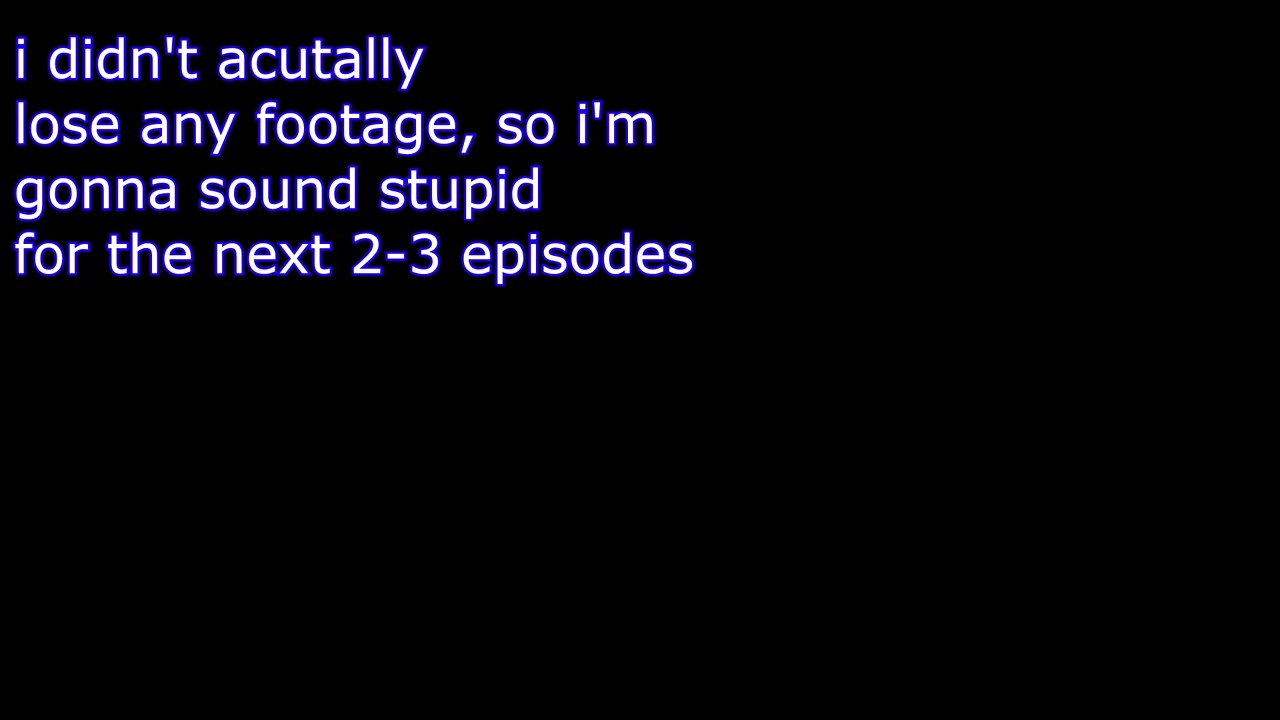 i didn't acutally
lose any footage, so i'm
gonna sound stupid
for the next 2-3 episodes